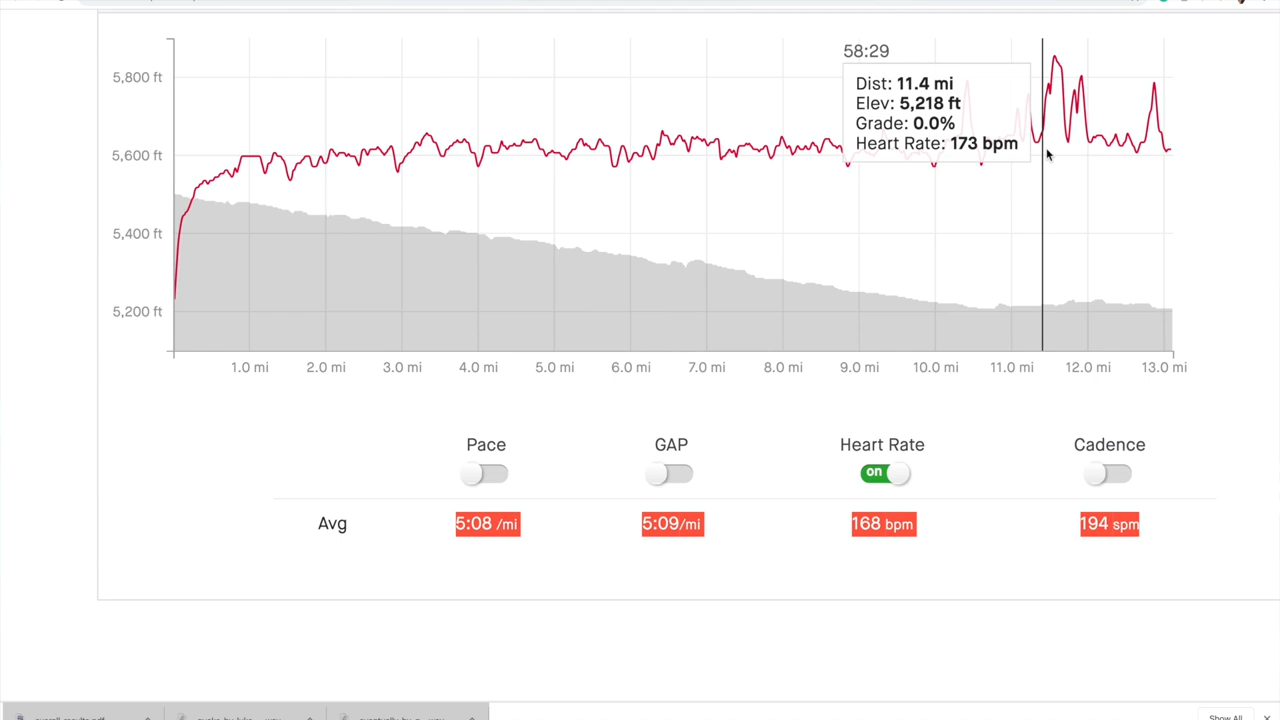 58:29
Dist: 11.4 mi
Elev: 5,218 ft
Grade: 0.0%
Heart Rate: 173 bpm
5,800 ft
5,600 ft
5,400 ft
5,200 ft
1.0 mi 2.0 mi 3.0 mi 4.0 mi 5.0 mi 6.0 mi 7.0 mi 8.0 mi 9.0 mi 10.0 mi 11.0 mi 12.0 mi 13.0 mi
Pace GAP Heart Rate Cadence
on
Avg 5:08 /mi 5:09/mi 168 bpm 194 spm
Show All